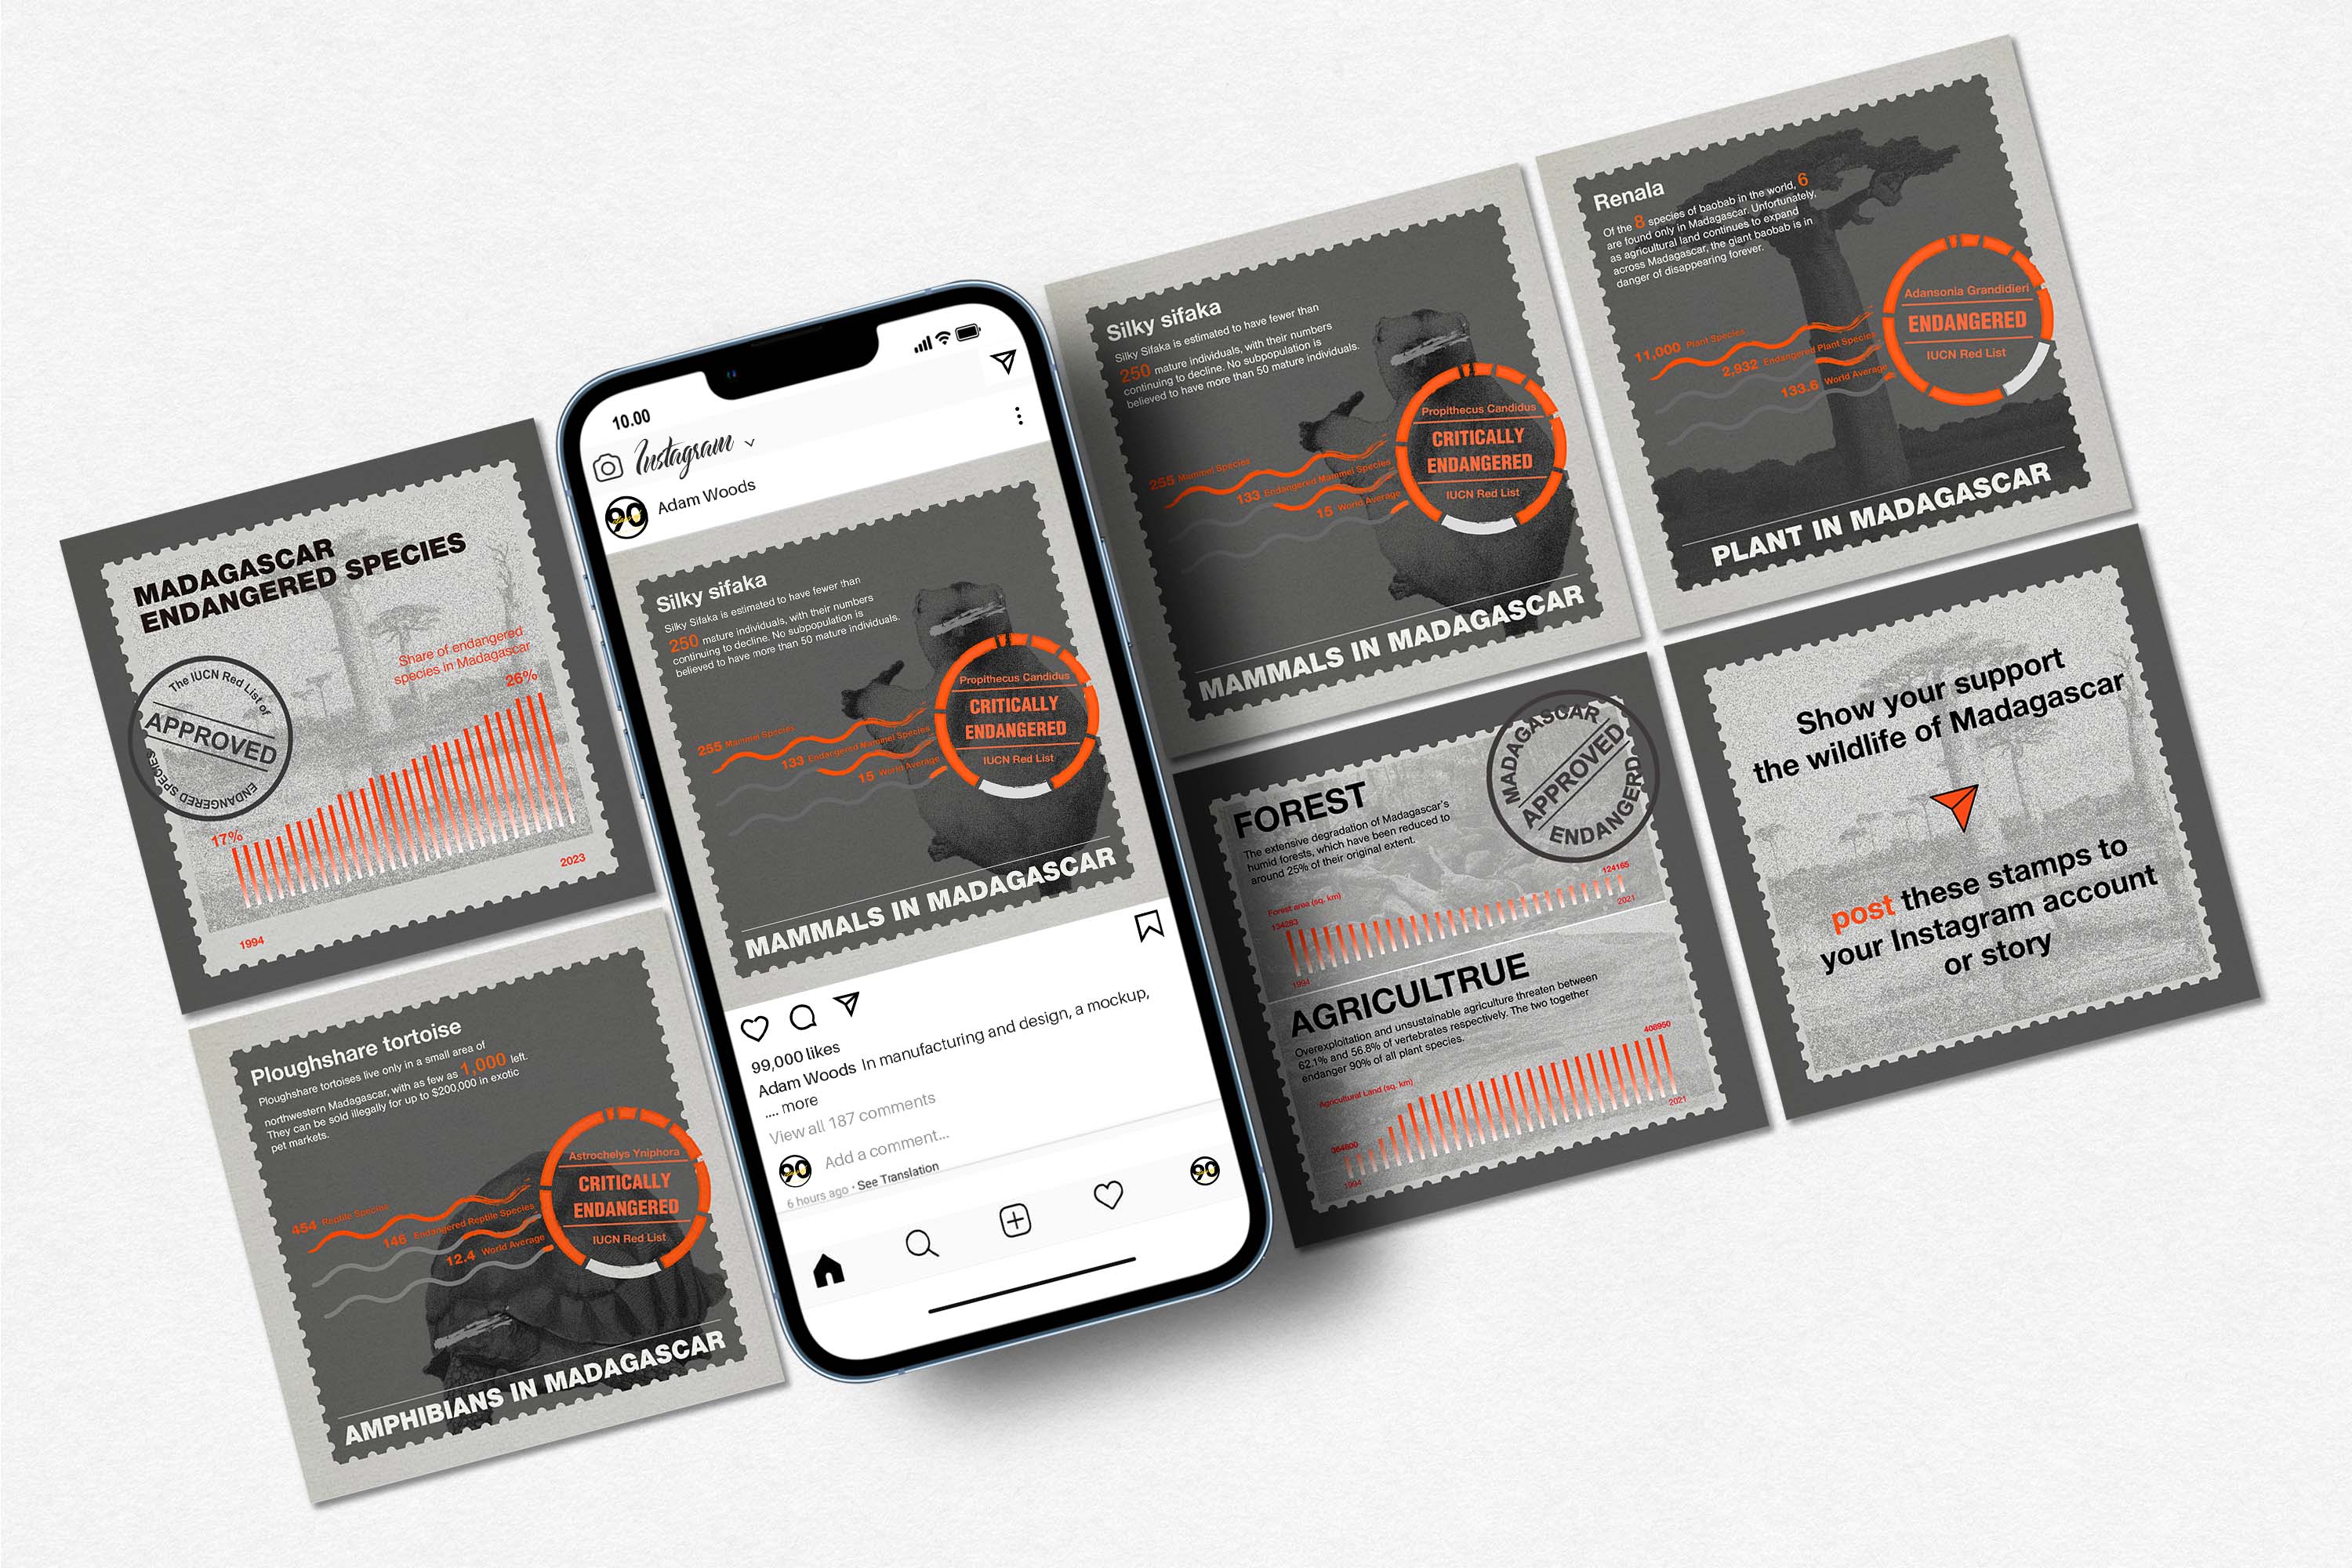 MADAGASCAR
ENDANGERED SPECIES
The IUCN Red List of
APPROVED
ENDANGERED SPECIES
Share of endangered
species in Madagascar
26%
17%
1994
2023
Ploughshare tortoise
Ploughshare tortoises live only in a small area of
northwestern Madagascar, with as few as 1,000 left.
They can be sold illegally for up to $200,000 in exotic
pet markets.
Astrochelys Yniphora
CRITICALLY
ENDANGERED
IUCN Red List
454 Reptile Species
146 Endangered Reptile Species
12.4 World Average
AMPHIBIANS IN MADAGASCAR
10.00
Instagram
90
Adam Woods
Silky sifaka
Silky Sifaka is estimated to have fewer than
250 mature individuals, with their numbers
continuing to decline. No subpopulation is
believed to have more than 50 mature individuals.
Propithecus Candidus
CRITICALLY
ENDANGERED
IUCN Red List
255 Mammel Species
133 Endangered Mammel Species
15 World Average
MAMMALS IN MADAGASCAR
99,000 likes
Adam Woods In manufacturing and design, a mockup,
.... more
View all 187 comments
90
Add a comment...
6 hours ago • See Translation
90
Silky sifaka
Silky Sifaka is estimated to have fewer than
250 mature individuals, with their numbers
continuing to decline. No subpopulation is
believed to have more than 50 mature individuals.
Propithecus Candidus
CRITICALLY
ENDANGERED
IUCN Red List
255 Mammel Species
133 Endangered Mammel Species
15 World Average
MAMMALS IN MADAGASCAR
Renala
Of the 8 species of baobab in the world, 6
are found only in Madagascar. Unfortunately,
as agricultural land continues to expand
across Madagascar, the giant baobab is in
danger of disappearing forever.
Adansonia Grandidieri
ENDANGERED
IUCN Red List
11,000 Plant Species
2,932 Endangered Plant Species
133.6 World Average
PLANT IN MADAGASCAR
FOREST
The extensive degradation of Madagascar's
humid forests, which have been reduced to
around 25% of their original extent.
MADAGASCAR
APPROVED
ENDANGERD
Forest area (sq. km)
134283
124165
1994
2021
AGRICULTRUE
Overexploitation and unsustainable agriculture threaten between
62.1% and 56.8% of vertebrates respectively. The two together
endanger 90% of all plant species.
Agricultural Land (sq. km)
408950
364600
1994
2021
Show your support
the wildlife of Madagascar
post these stamps to
your Instagram account
or story